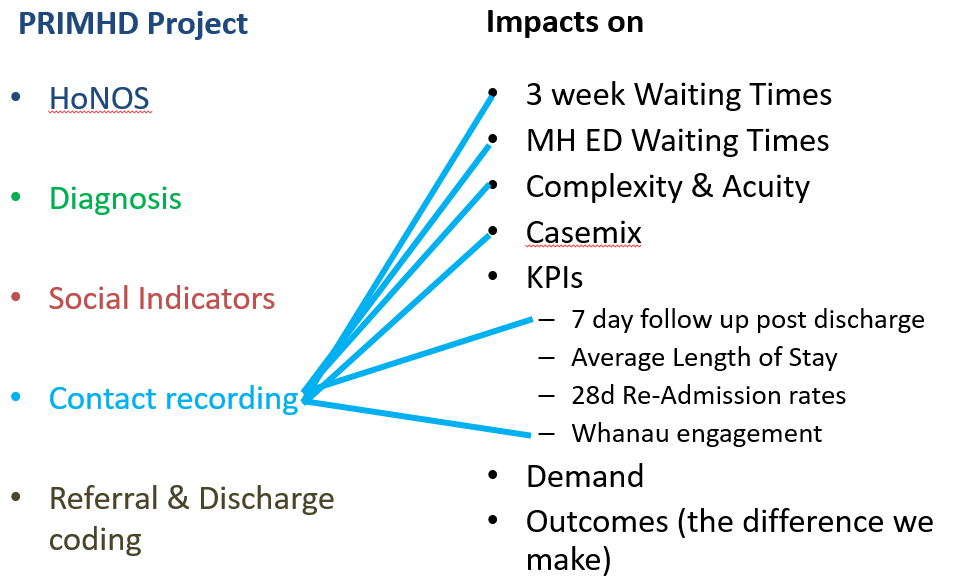 PRIMHD Project
• HoNOS
• Diagnosis
• Social Indicators
• Contact recording
• Referral & Discharge
coding
Impacts on
• 3 week Waiting Times
• MH ED Waiting Times
• Complexity & Acuity
• Casemix
• KPIs
– 7 day follow up post discharge
– Average Length of Stay
– 28d Re-Admission rates
– Whanau engagement
• Demand
• Outcomes (the difference we
make)